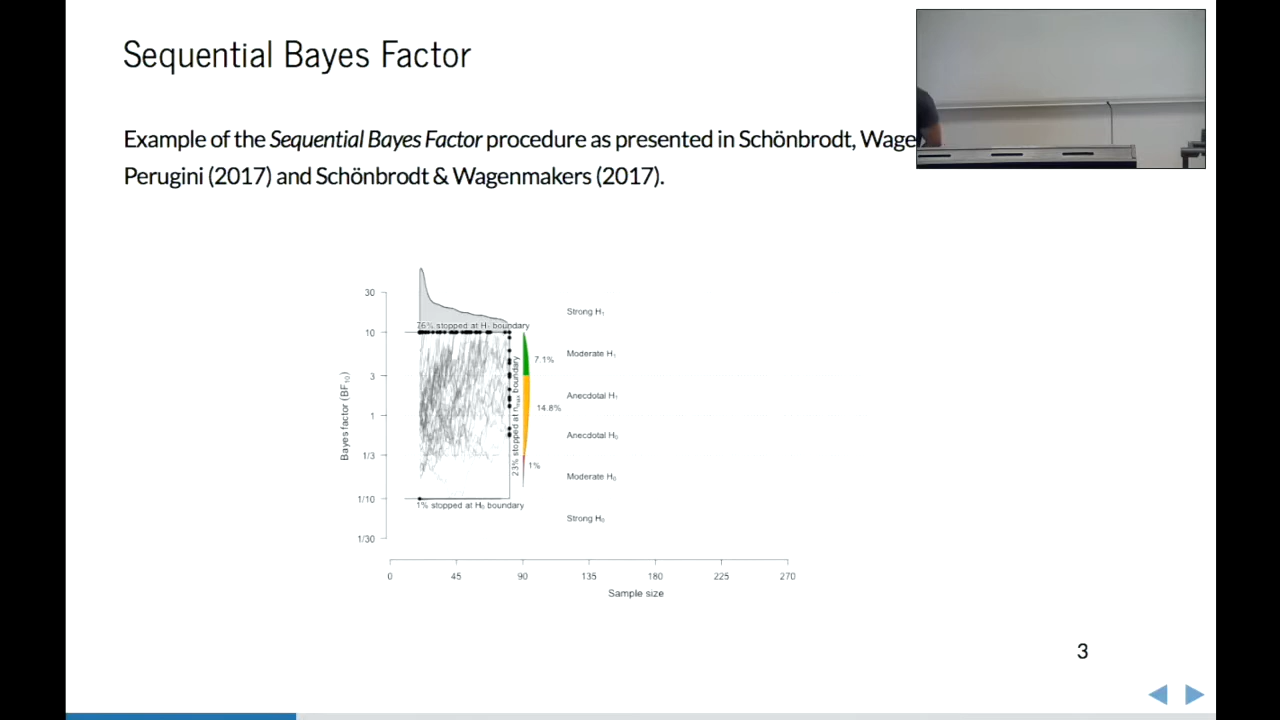 Sequential Bayes Factor
Example of the Sequential Bayes Factor procedure as presented in Schönbrodt,
Perugini (2017) and Schönbrodt & Wagenmakers (2017).
30
10
3
1
1/3
1/10
1/30
Bayes factor (BF₁₀)
76% stopped at H₁ boundary
23% stopped at nmax boundary
1% stopped at H₀ boundary
7.1%
14.8%
1%
Strong H₁
Moderate H₁
Anecdotal H₁
Anecdotal H₀
Moderate H₀
Strong H₀
0 45 90 135 180 225 270
Sample size
3